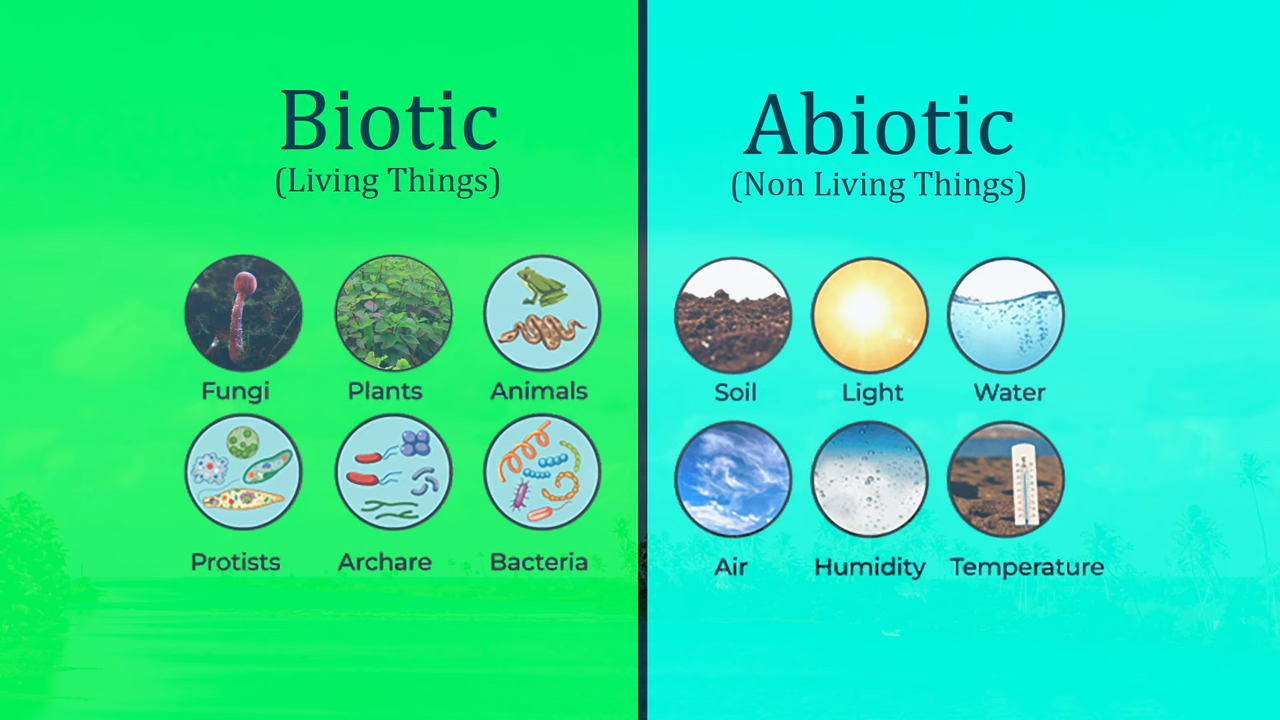 Biotic
(Living Things)
Fungi Plants Animals
Protists Archare Bacteria
Abiotic
(Non Living Things)
Soil Light Water
Air Humidity Temperature